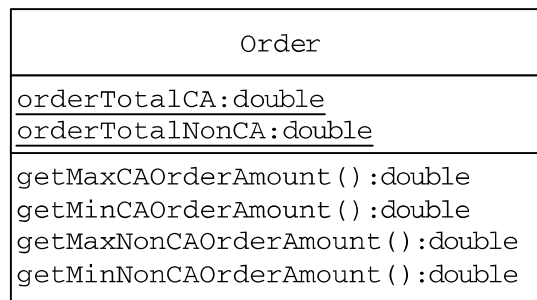 Order
orderTotalCA:double
orderTotalNonCA:double
getMaxCAOrderAmount():double
getMinCAOrderAmount():double
getMaxNonCAOrderAmount():double
getMinNonCAOrderAmount():double